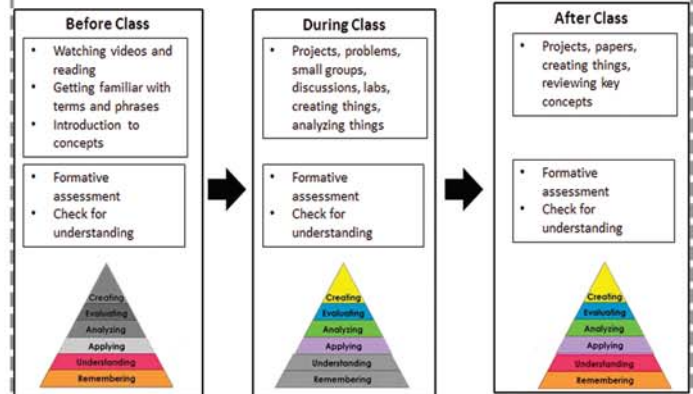 Before Class
• Watching videos and
reading
• Getting familiar with
terms and phrases
• Introduction to
concepts
• Formative
assessment
• Check for
understanding
Creating
Evaluating
Analyzing
Applying
Understanding
Remembering
During Class
• Projects, problems,
small groups,
discussions, labs,
creating things,
analyzing things
• Formative
assessment
• Check for
understanding
Creating
Evaluating
Analyzing
Applying
Understanding
Remembering
After Class
• Projects, papers,
creating things,
reviewing key
concepts
• Formative
assessment
• Check for
understanding
Creating
Evaluating
Analyzing
Applying
Understanding
Remembering